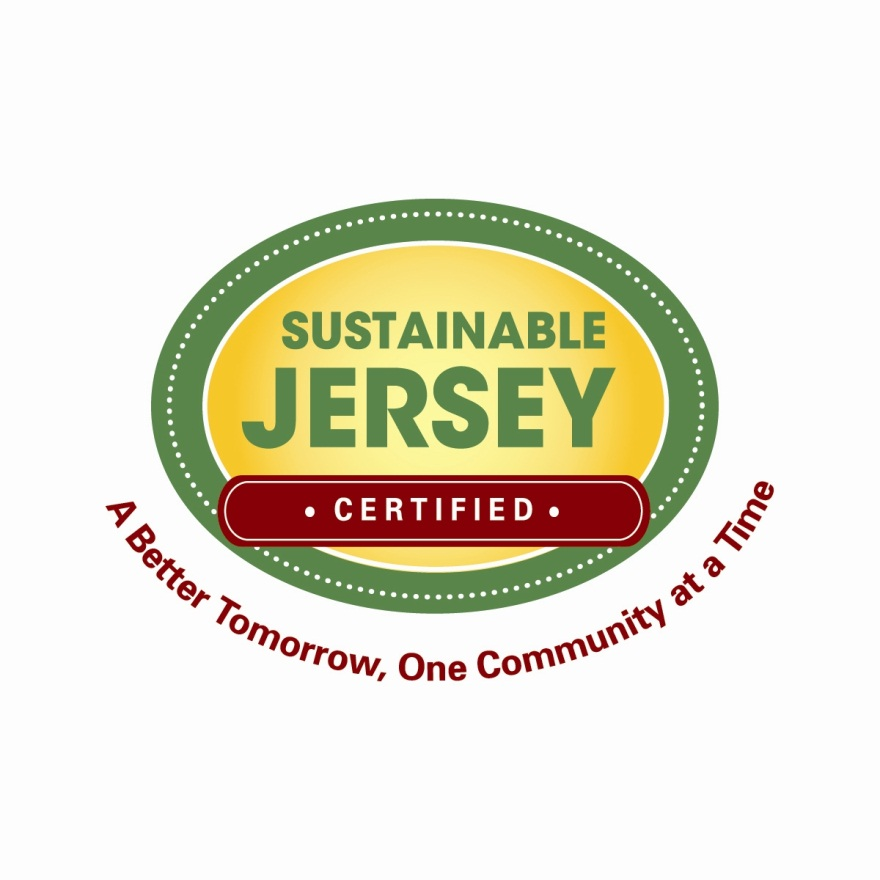 SUSTAINABLE
JERSEY
• CERTIFIED •
A Better Tomorrow, One Community at a Time